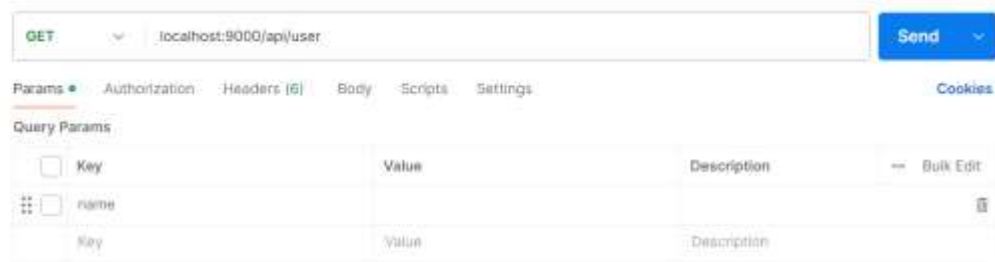 GET localhost:9000/api/user Send
Params Authorization Headers (6) Body Scripts Settings Cookies
Query Params
Key Value Description Bulk Edit
name
Key Value Description